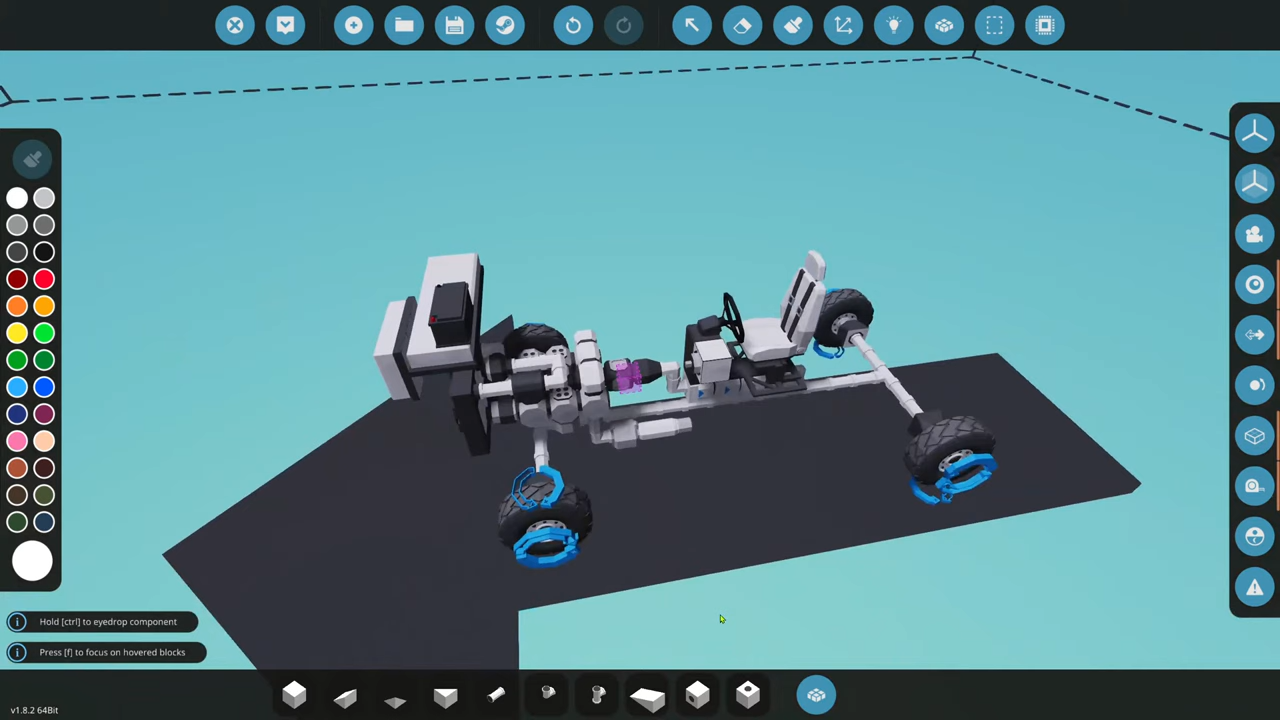 Hold [ctrl] to eyedrop component
Press [f] to focus on hovered blocks
v1.8.2 64Bit